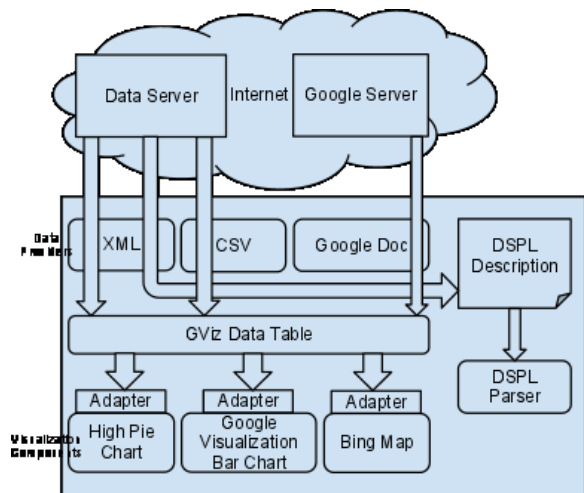 Data Server
Internet
Google Server
Data
Providers
XML
CSV
Google Doc
DSPL
Description
GViz Data Table
Adapter
Adapter
Adapter
DSPL
Parser
Visualization
Components
High Pie
Chart
Google
Visualization
Bar Chart
Bing Map